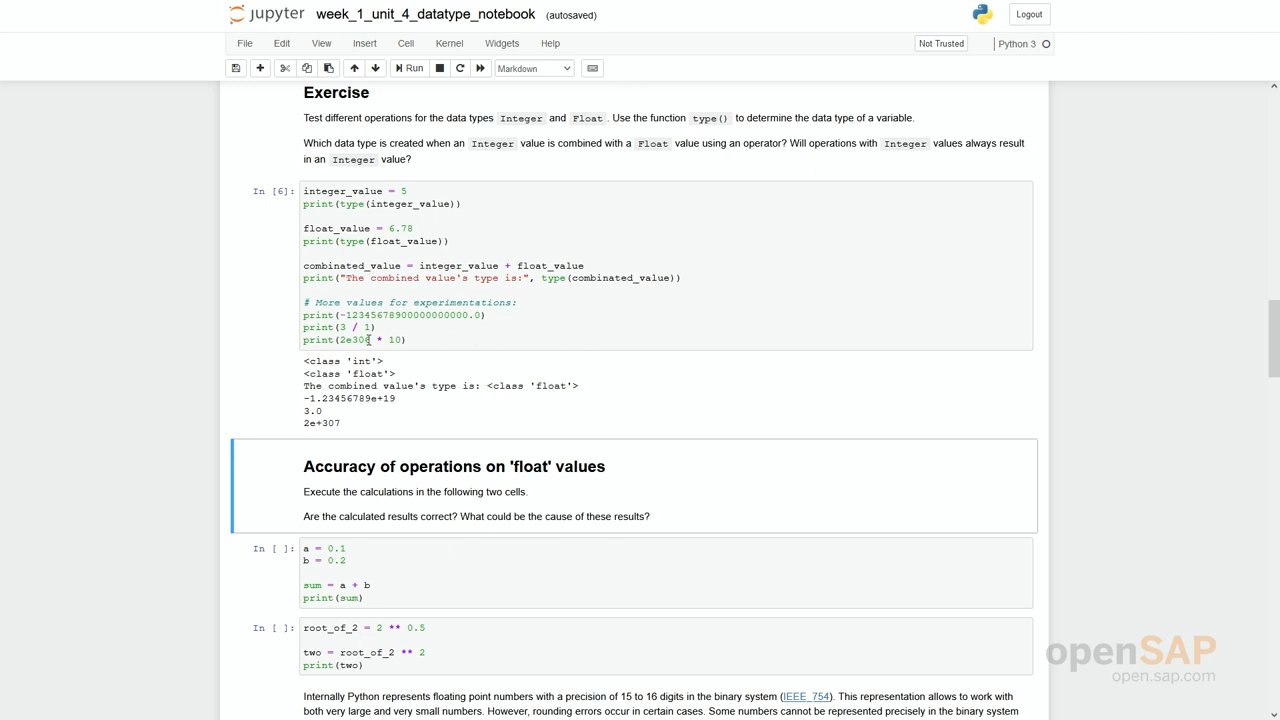 jupyter week_1_unit_4_datatype_notebook (autosaved) Logout
File Edit View Insert Cell Kernel Widgets Help Not Trusted Python 3
Run Markdown
Exercise
Test different operations for the data types Integer and Float. Use the function type() to determine the data type of a variable.
Which data type is created when an Integer value is combined with a Float value using an operator? Will operations with Integer values always result
in an Integer value?
In [6]: integer_value = 5
print(type(integer_value))
float_value = 6.78
print(type(float_value))
combinated_value = integer_value + float_value
print("The combined value's type is:", type(combinated_value))
# More values for experimentations:
print(-12345678900000000000.0)
print(3 / 1)
print(2e306 * 10)
<class 'int'>
<class 'float'>
The combined value's type is: <class 'float'>
-1.23456789e+19
3.0
2e+307
Accuracy of operations on 'float' values
Execute the calculations in the following two cells.
Are the calculated results correct? What could be the cause of these results?
In [ ]: a = 0.1
b = 0.2
sum = a + b
print(sum)
In [ ]: root_of_2 = 2 ** 0.5
two = root_of_2 ** 2
print(two)
openSAP
open.sap.com
Internally Python represents floating point numbers with a precision of 15 to 16 digits in the binary system (IEEE_754). This representation allows to work with
both very large and very small numbers. However, rounding errors occur in certain cases. Some numbers cannot be represented precisely in the binary system